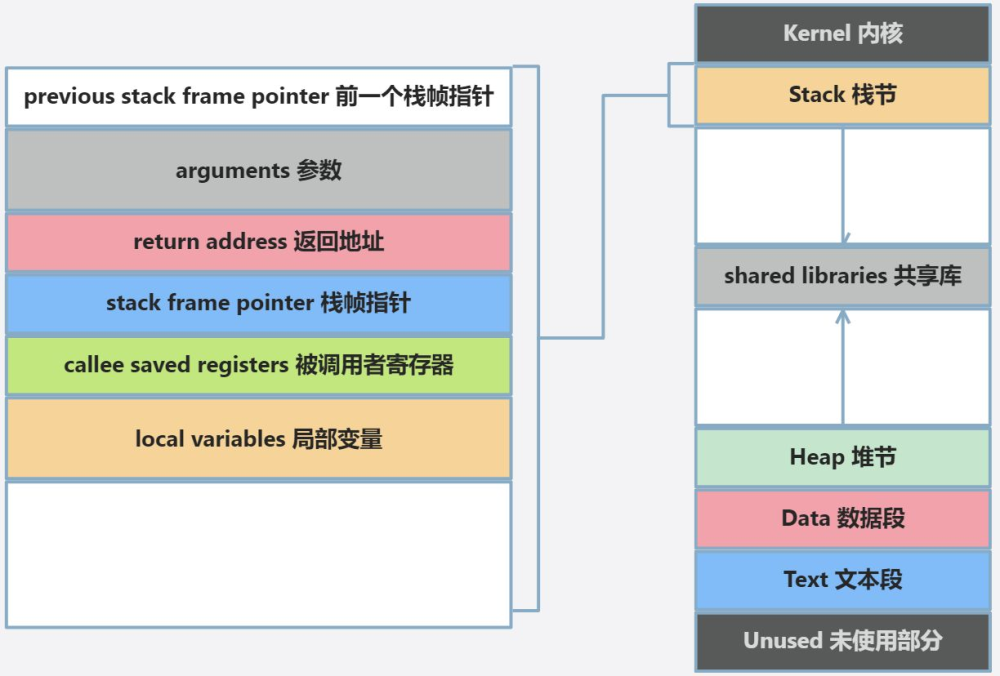 previous stack frame pointer 前一个栈帧指针
arguments 参数
return address 返回地址
stack frame pointer 栈帧指针
callee saved registers 被调用者寄存器
local variables 局部变量
Kernel 内核
Stack 栈节
shared libraries 共享库
Heap 堆节
Data 数据段
Text 文本段
Unused 未使用部分